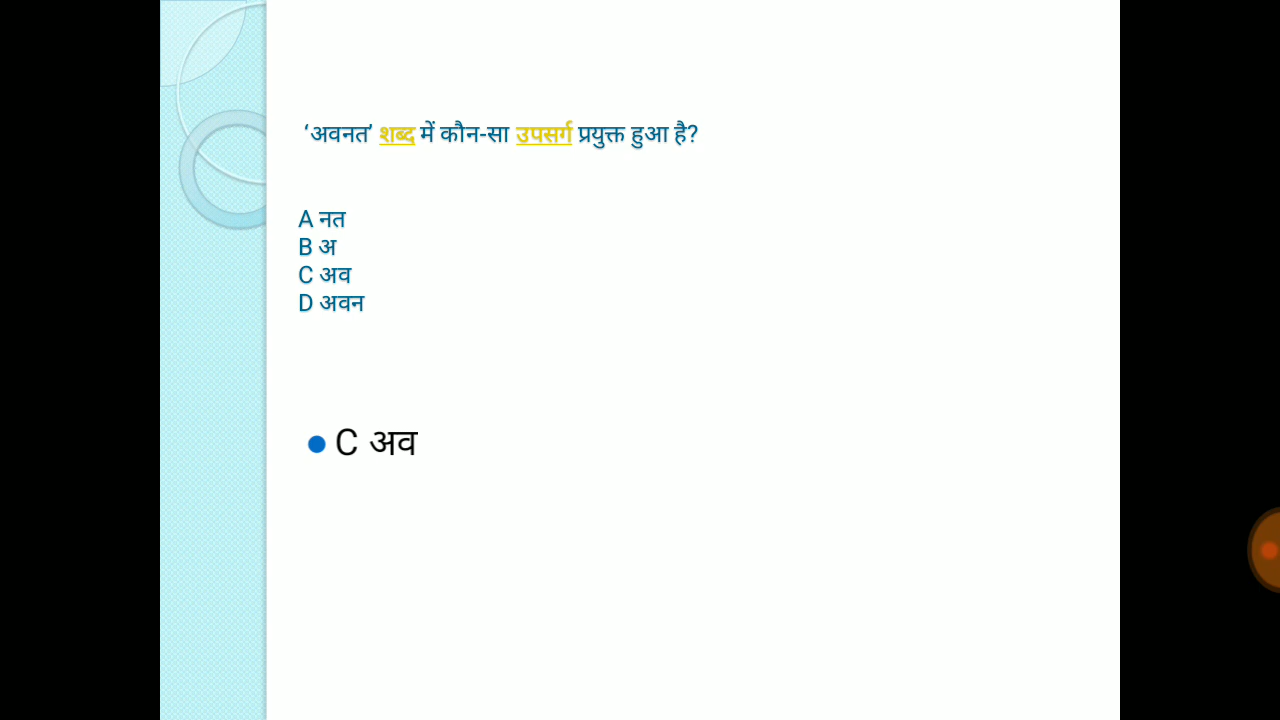 ‘अवनत’ शब्द में कौन-सा उपसर्ग प्रयुक्त हुआ है?
A नत
B अ
C अव
D अवन
C अव